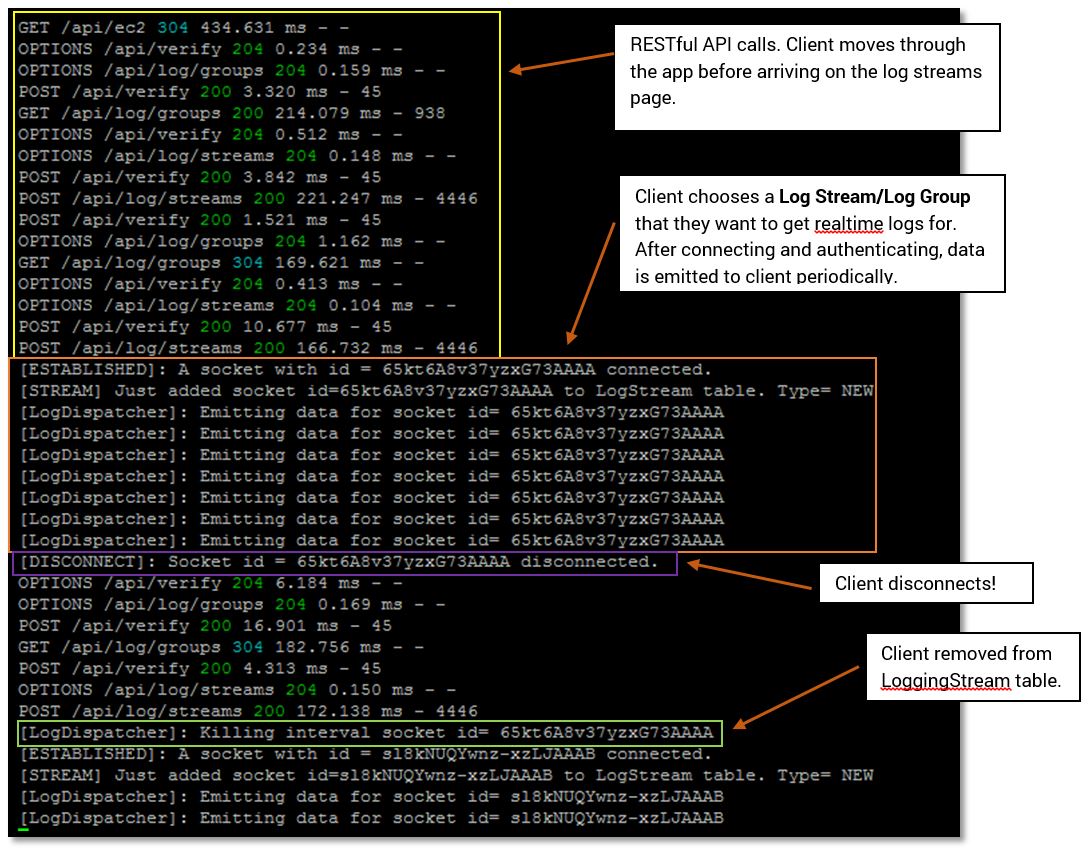 GET /api/ec2 304 434.631 ms - -
OPTIONS /api/verify 204 0.234 ms - -
OPTIONS /api/log/groups 204 0.159 ms - -
POST /api/verify 200 3.320 ms - 45
GET /api/log/groups 200 214.079 ms - 938
OPTIONS /api/verify 204 0.512 ms - -
OPTIONS /api/log/streams 204 0.148 ms - -
POST /api/verify 200 3.842 ms - 45
POST /api/log/streams 200 221.247 ms - 4446
POST /api/verify 200 1.521 ms - 45
OPTIONS /api/log/groups 204 1.162 ms - -
GET /api/log/groups 304 169.621 ms - -
OPTIONS /api/verify 204 0.413 ms - -
OPTIONS /api/log/streams 204 0.104 ms - -
POST /api/verify 200 10.677 ms - 45
POST /api/log/streams 200 166.732 ms - 4446
[ESTABLISHED]: A socket with id = 65kt6A8v37yzxG73AAAA connected.
[STREAM] Just added socket id=65kt6A8v37yzxG73AAAA to LogStream table. Type= NEW
[LogDispatcher]: Emitting data for socket id= 65kt6A8v37yzxG73AAAA
[LogDispatcher]: Emitting data for socket id= 65kt6A8v37yzxG73AAAA
[LogDispatcher]: Emitting data for socket id= 65kt6A8v37yzxG73AAAA
[LogDispatcher]: Emitting data for socket id= 65kt6A8v37yzxG73AAAA
[LogDispatcher]: Emitting data for socket id= 65kt6A8v37yzxG73AAAA
[LogDispatcher]: Emitting data for socket id= 65kt6A8v37yzxG73AAAA
[LogDispatcher]: Emitting data for socket id= 65kt6A8v37yzxG73AAAA
[DISCONNECT]: Socket id = 65kt6A8v37yzxG73AAAA disconnected.
OPTIONS /api/verify 204 6.184 ms - -
OPTIONS /api/log/groups 204 0.169 ms - -
POST /api/verify 200 16.901 ms - 45
GET /api/log/groups 304 182.756 ms - -
POST /api/verify 200 4.313 ms - 45
OPTIONS /api/log/streams 204 0.150 ms - -
POST /api/log/streams 200 172.138 ms - 4446
[LogDispatcher]: Killing interval socket id= 65kt6A8v37yzxG73AAAA
[ESTABLISHED]: A socket with id = sl8kNUQYwnz-xzLJAAAB connected.
[STREAM] Just added socket id=sl8kNUQYwnz-xzLJAAAB to LogStream table. Type= NEW
[LogDispatcher]: Emitting data for socket id= sl8kNUQYwnz-xzLJAAAB
[LogDispatcher]: Emitting data for socket id= sl8kNUQYwnz-xzLJAAAB
RESTful API calls. Client moves through
the app before arriving on the log streams
page.
Client chooses a Log Stream/Log Group
that they want to get realtime logs for.
After connecting and authenticating, data
is emitted to client periodically.
Client disconnects!
Client removed from
LoggingStream table.